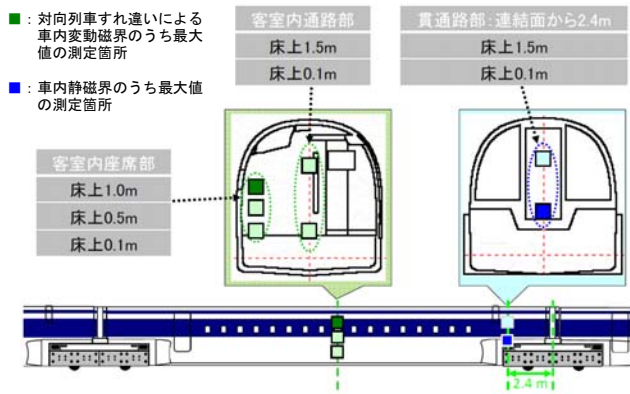 ■：対向列車すれ違いによる
車内変動磁界のうち最大
値の測定箇所
■：車内静磁界のうち最大値
の測定箇所
客室内通路部
床上1.5m
床上0.1m
貫通路部：連結面から2.4m
床上1.5m
床上0.1m
客室内座席部
床上1.0m
床上0.5m
床上0.1m
2.4 m